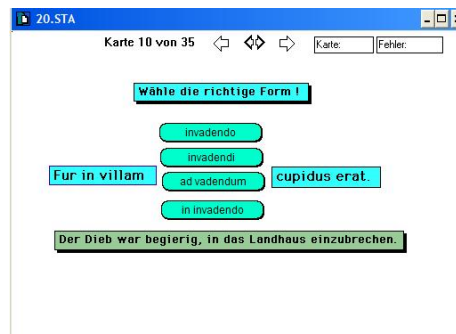 20.STA
Karte 10 von 35
Karte: Fehler:
Wähle die richtige Form !
invadendo
invadendi
Fur in villam
ad vadendum
cupidus erat.
in invadendo
Der Dieb war begierig, in das Landhaus einzubrechen.